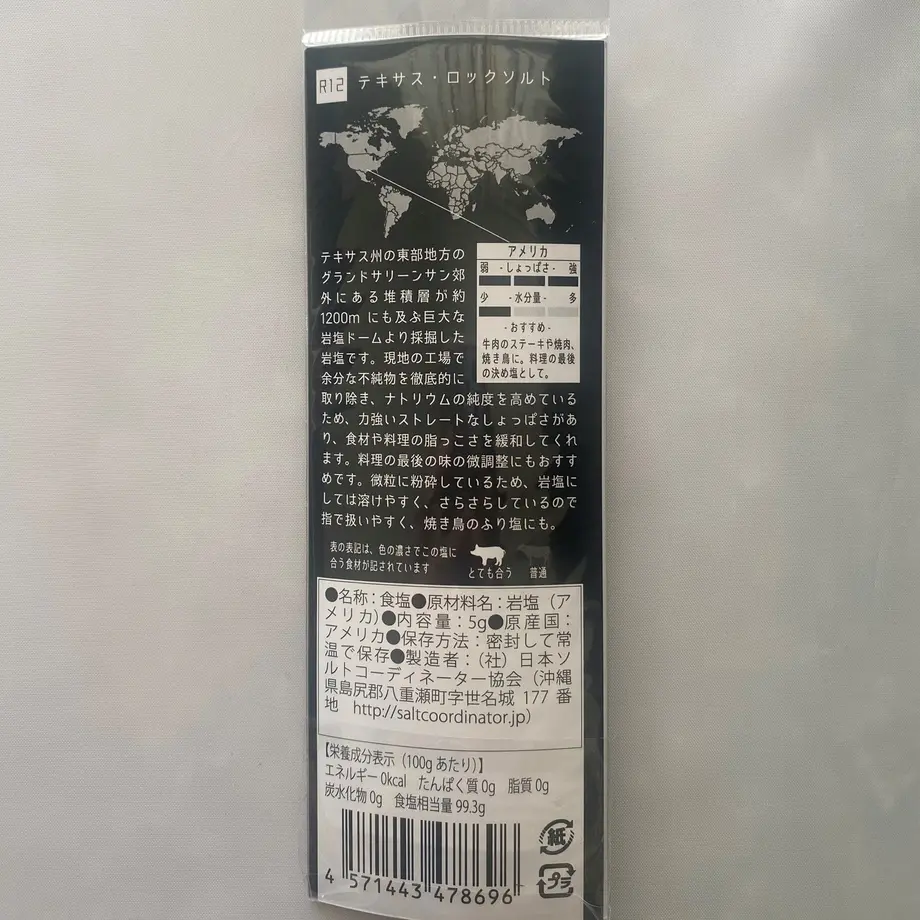 R12 テキサス・ロックソルト
アメリカ
弱 -しょっぱさ- 強
少 -水分量- 多
-おすすめ-
牛肉のステーキや焼肉、
焼き鳥に。料理の最後
の決め塩として。
テキサス州の東部地方の
グランドサリーンサン郊
外にある堆積層が約
1200m にも及ぶ巨大な
岩塩ドームより採掘した
岩塩です。現地の工場で
余分な不純物を徹底的に
取り除き、ナトリウムの純度を高めている
ため、力強いストレートなしょっぱさがあ
り、食材や料理の脂っこさを緩和してくれ
ます。料理の最後の味の微調整にもおすす
めです。微粒に粉砕しているため、岩塩に
しては溶けやすく、さらさらしているので
指で扱いやすく、焼き鳥のふり塩にも。
表の表記は、色の濃さでこの塩に
合う食材が記されています
とても合う 普通
●名称：食塩●原材料名：岩塩（ア
メリカ）●内容量：5g●原産国：
アメリカ●保存方法：密封して常
温で保存●製造者：（社）日本ソ
ルトコーディネーター協会（沖縄
県島尻郡八重瀬町字世名城 177 番
地 http://saltcoordinator.jp）
【栄養成分表示（100gあたり）】
エネルギー 0kcal たんぱく質 0g 脂質 0g
炭水化物 0g 食塩相当量 99.3g
紙
プラ
4 571443 478696